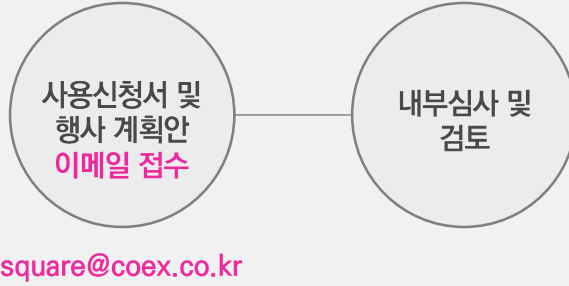 사용신청서 및
행사 계획안
이메일 접수
내부심사 및
검토
square@coex.co.kr